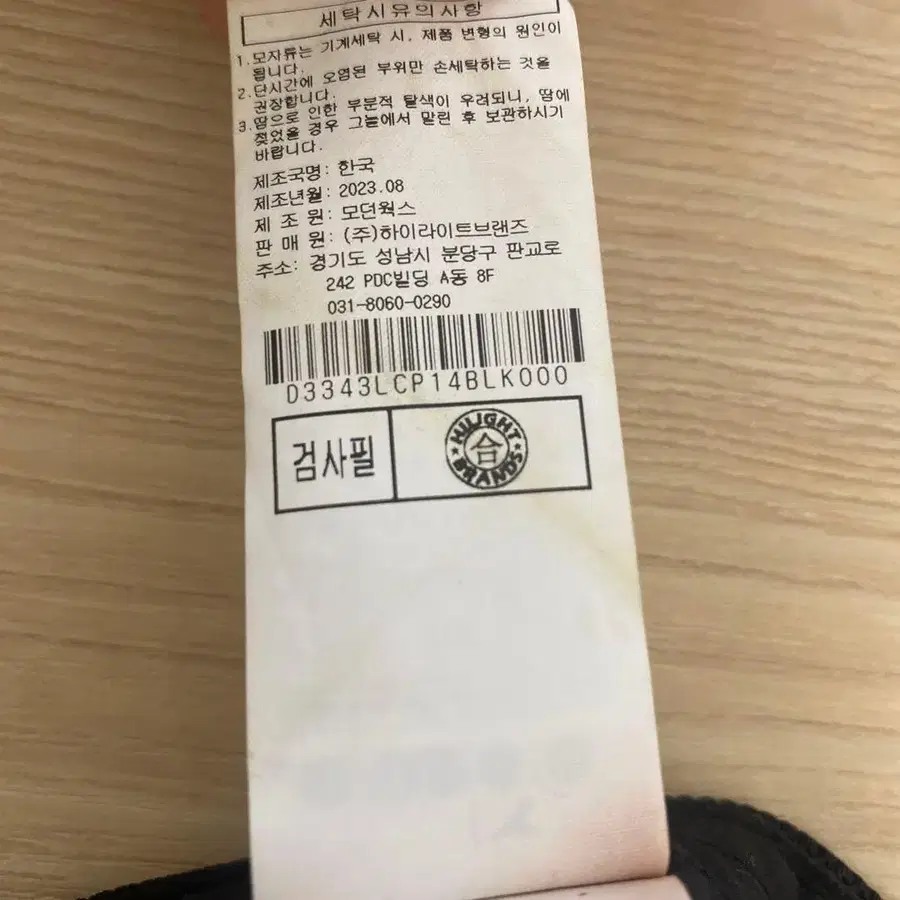 세탁시유의사항
1.모자류는 기계세탁 시, 제품 변형의 원인이
됩니다.
2.단시간에 오염된 부위만 손세탁하는 것을
권장합니다.
3.땀으로 인한 부분적 탈색이 우려되니, 땀에
젖었을 경우 그늘에서 말린 후 보관하시기
바랍니다.
제조국명: 한국
제조년월: 2023.08
제 조 원: 모던웍스
판 매 원: (주)하이라이트브랜즈
주소: 경기도 성남시 분당구 판교로
242 PDC빌딩 A동 8F
031-8060-0290
D3343LCP14BLK000
검사필
HILIGHT
合
BRANDS